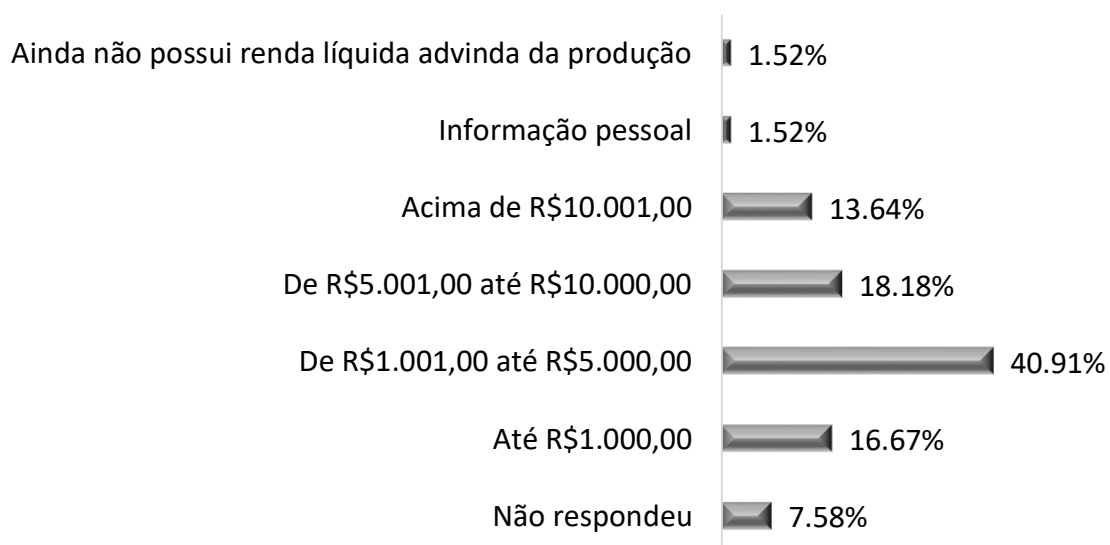 Ainda não possui renda líquida advinda da produção 1.52%
Informação pessoal 1.52%
Acima de R$10.001,00 13.64%
De R$5.001,00 até R$10.000,00 18.18%
De R$1.001,00 até R$5.000,00 40.91%
Até R$1.000,00 16.67%
Não respondeu 7.58%